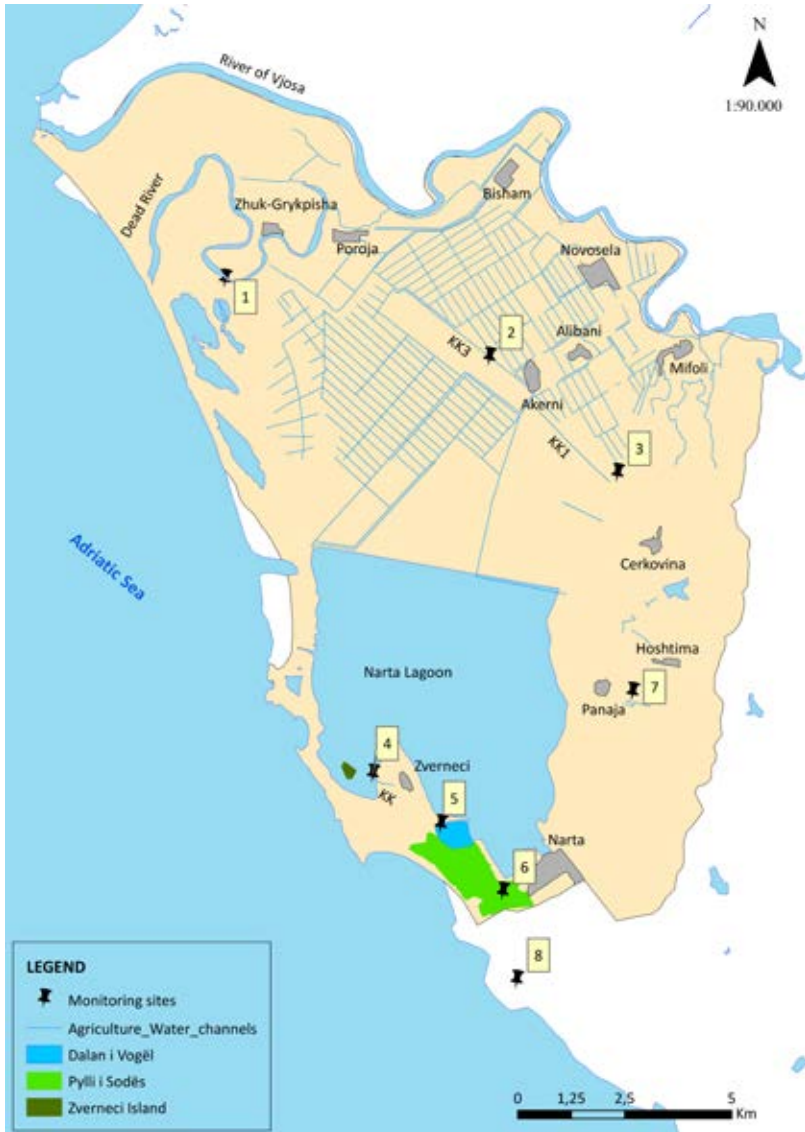 N
1:90.000
River of Vjosa
Dead River
Bisham
Zhuk-Grykpisha
Poroja
Novosela
1
2
KK3
Alibani
Mifoli
Akerni
KK1
3
Adriatic Sea
Cerkovina
Hoshtima
Narta Lagoon
7
Panaja
4
Zverneci
KK
5
Narta
6
8
LEGEND
Monitoring sites
Agriculture_Water_channels
Dalan i Vogël
Pylli i Sodës
Zverneci Island
0 1,25 2,5 5
Km